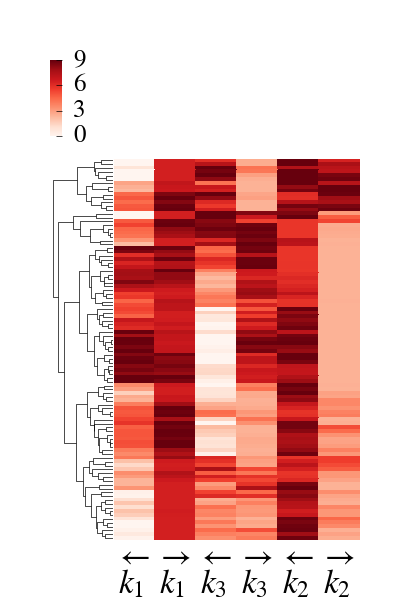 9
6
3
0
← → ← → ← →
k₁ k₁ k₃ k₃ k₂ k₂